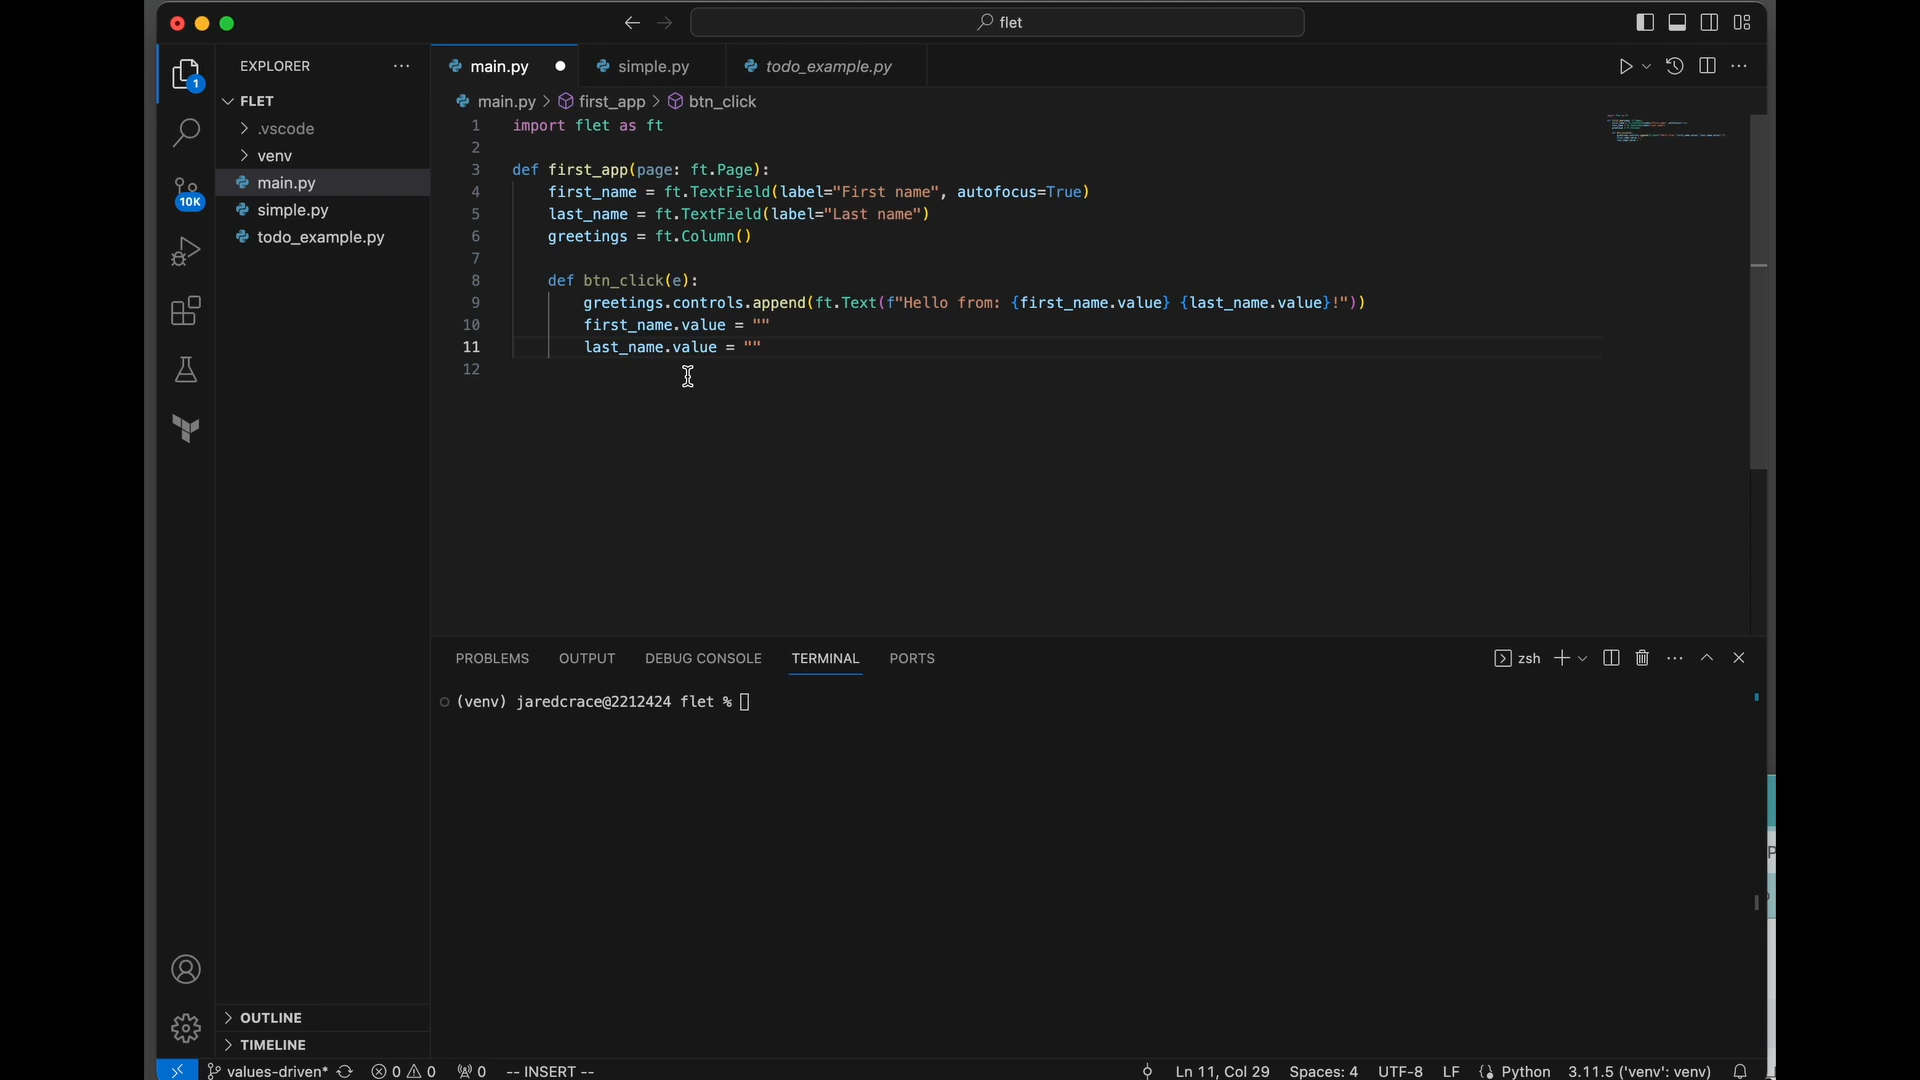 flet
EXPLORER
main.py
simple.py
todo_example.py
1
FLET
main.py > first_app > btn_click
.vscode
venv
main.py
10K
simple.py
todo_example.py
1 import flet as ft
2
3 def first_app(page: ft.Page):
4 first_name = ft.TextField(label="First name", autofocus=True)
5 last_name = ft.TextField(label="Last name")
6 greetings = ft.Column()
7
8 def btn_click(e):
9 greetings.controls.append(ft.Text(f"Hello from: {first_name.value} {last_name.value}!"))
10 first_name.value = ""
11 last_name.value = ""
12
PROBLEMS OUTPUT DEBUG CONSOLE TERMINAL PORTS
zsh
(venv) jaredcrace@2212424 flet %
OUTLINE
TIMELINE
values-driven* 0 0 0 -- INSERT -- Ln 11, Col 29 Spaces: 4 UTF-8 LF Python 3.11.5 ('venv': venv)